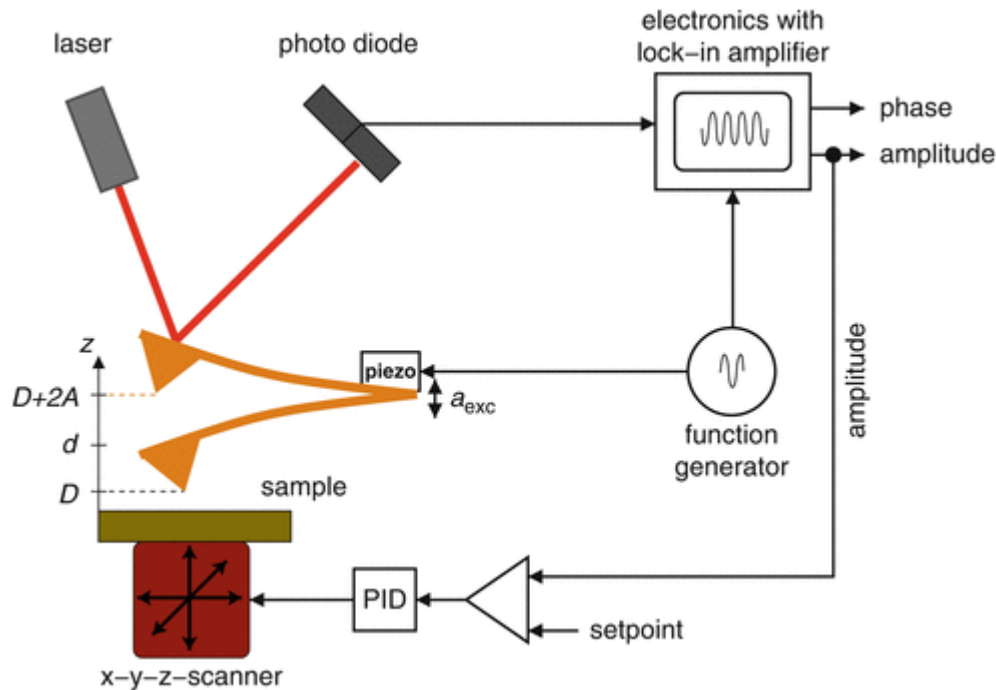 electronics with
lock–in amplifier
laser
photo diode
phase
amplitude
z
piezo
D+2A
a_exc
d
function
generator
amplitude
D
sample
PID
setpoint
x–y–z–scanner